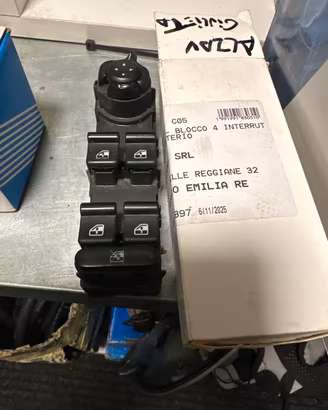 GIULIETTA
ALZAV
C05
- BLOCCO 4 INTERRUT
TERIO
SRL
LLE REGGIANE 32
O EMILIA RE
897 6/11/2025